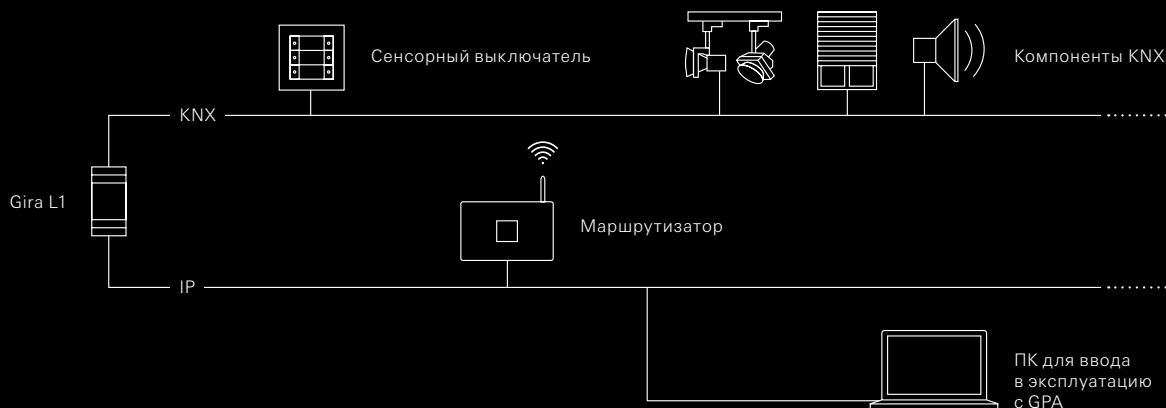 Сенсорный выключатель
Компоненты KNX
KNX
Gira L1
Маршрутизатор
IP
ПК для ввода
в эксплуатацию
с GPA